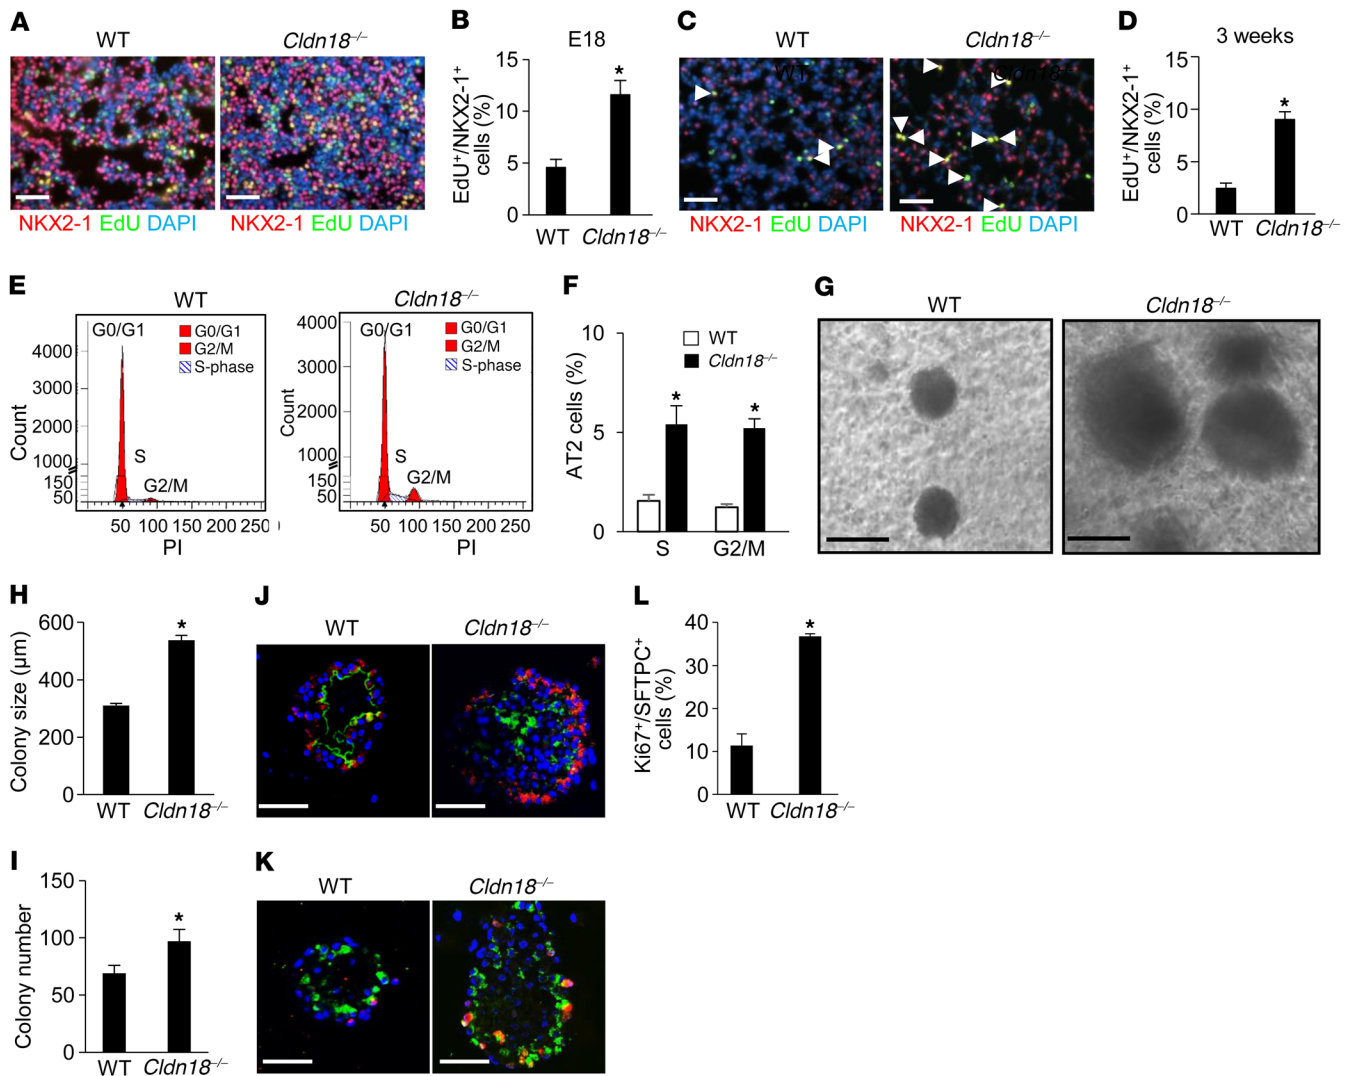 A
WT
Cldn18–/–
NKX2-1 EdU DAPI
NKX2-1 EdU DAPI
B
E18
EdU+/NKX2-1+
cells (%)
15
10
5
0
*
WT
Cldn18–/–
C
WT
Cldn18–/–
WT
Cldn18–/–
NKX2-1 EdU DAPI
NKX2-1 EdU DAPI
D
3 weeks
EdU+/NKX2-1+
cells (%)
15
10
5
0
*
WT
Cldn18–/–
E
WT
Count
4000
3000
2000
1000
150
50
G0/G1
G0/G1
G2/M
S-phase
S
G2/M
50 100 150 200 250
PI
Cldn18–/–
Count
4000
3000
2000
1000
150
50
G0/G1
G0/G1
G2/M
S-phase
S
G2/M
50 100 150 200 250
PI
F
AT2 cells (%)
10
5
0
WT
Cldn18–/–
*
*
S
G2/M
G
WT
Cldn18–/–
H
Colony size (μm)
600
400
200
0
*
WT
Cldn18–/–
J
WT
Cldn18–/–
L
Ki67+/SFTPC+
cells (%)
40
30
20
10
0
*
WT
Cldn18–/–
I
Colony number
150
100
50
0
*
WT
Cldn18–/–
K
WT
Cldn18–/–